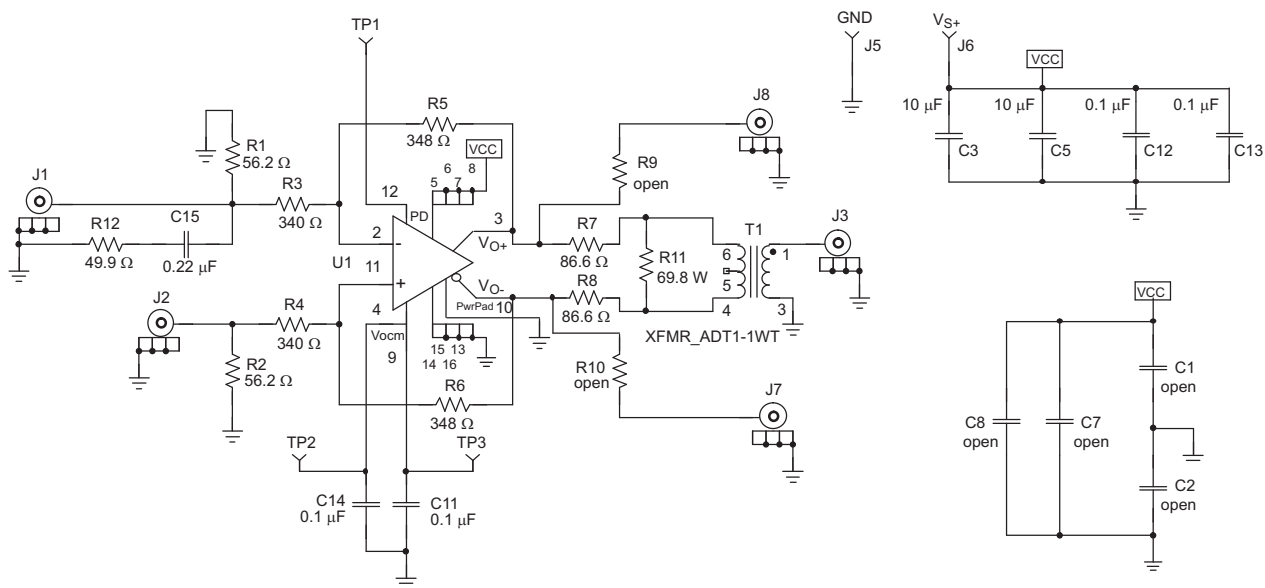 TP1
GND
J5
V_S+
J6
VCC
10 µF
10 µF
0.1 µF
0.1 µF
C3
C5
C12
C13
R5
348 Ω
VCC
J8
R1
56.2 Ω
6
8
5
7
R9
open
J1
R3
340 Ω
12
PD
3
R12
49.9 Ω
C15
0.22 µF
2
-
V_O+
R7
86.6 Ω
T1
J3
6
1
U1
11
+
R11
69.8 W
5
J2
R4
340 Ω
4
V_O-
PwrPad
10
R8
86.6 Ω
4
3
XFMR_ADT1-1WT
VCC
Vocm
9
15
13
14
16
R2
56.2 Ω
R10
open
C1
open
R6
348 Ω
J7
C8
open
C7
open
TP2
TP3
C2
open
C14
0.1 µF
C11
0.1 µF